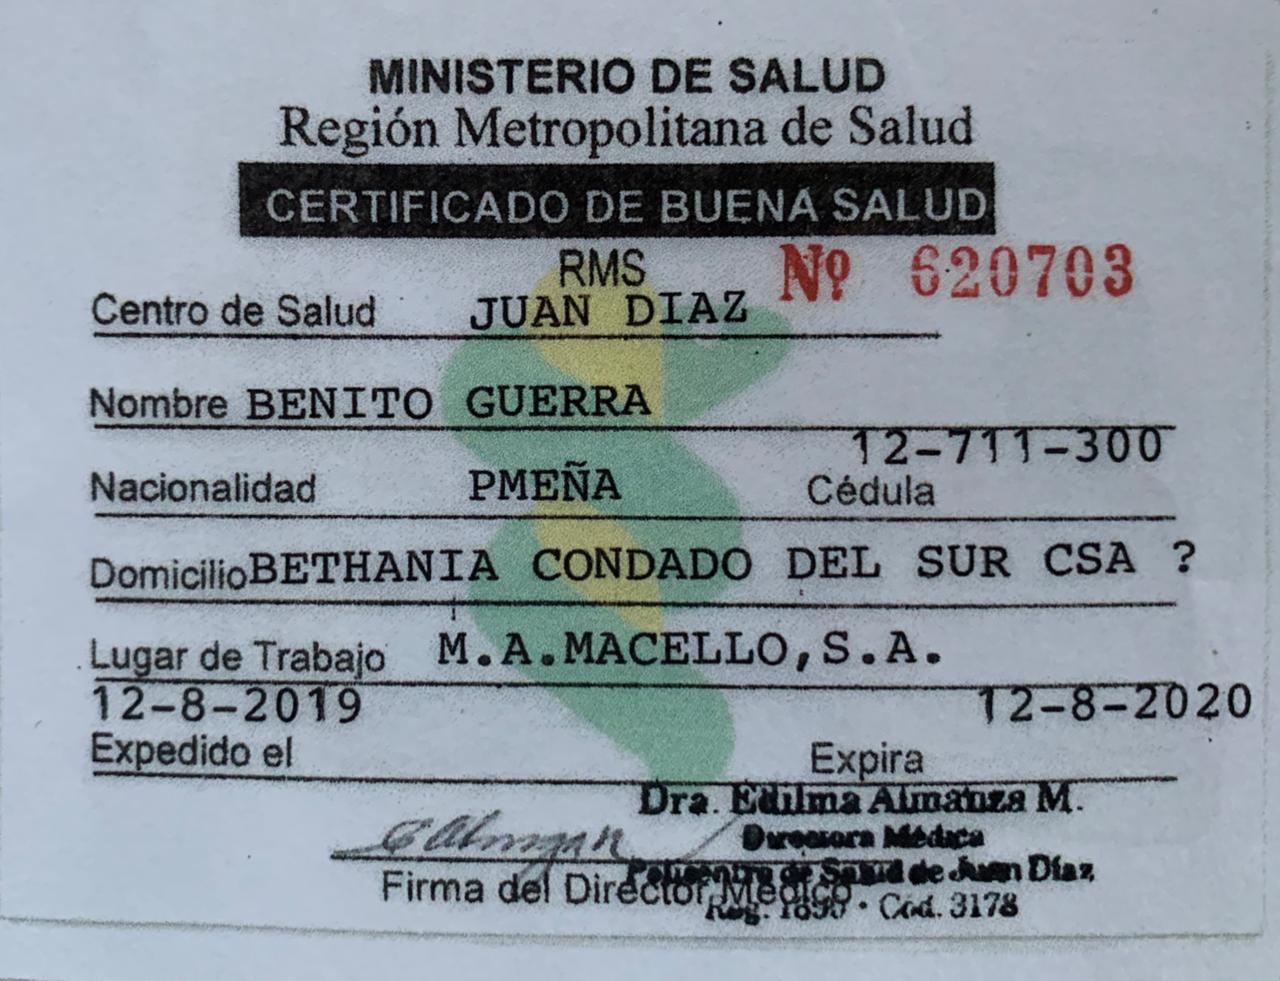 MINISTERIO DE SALUD
Región Metropolitana de Salud
CERTIFICADO DE BUENA SALUD
RMS Nº 620703
Centro de Salud JUAN DIAZ
Nombre BENITO GUERRA
12-711-300
Nacionalidad PMEÑA Cédula
Domicilio BETHANIA CONDADO DEL SUR CSA ?
Lugar de Trabajo M.A.MACELLO,S.A.
12-8-2019 12-8-2020
Expedido el Expira
Dra. Edilma Almanza M.
Directora Médica
Policentro de Salud de Juan Díaz
Firma del Director Médico
Reg. Cód. 3178